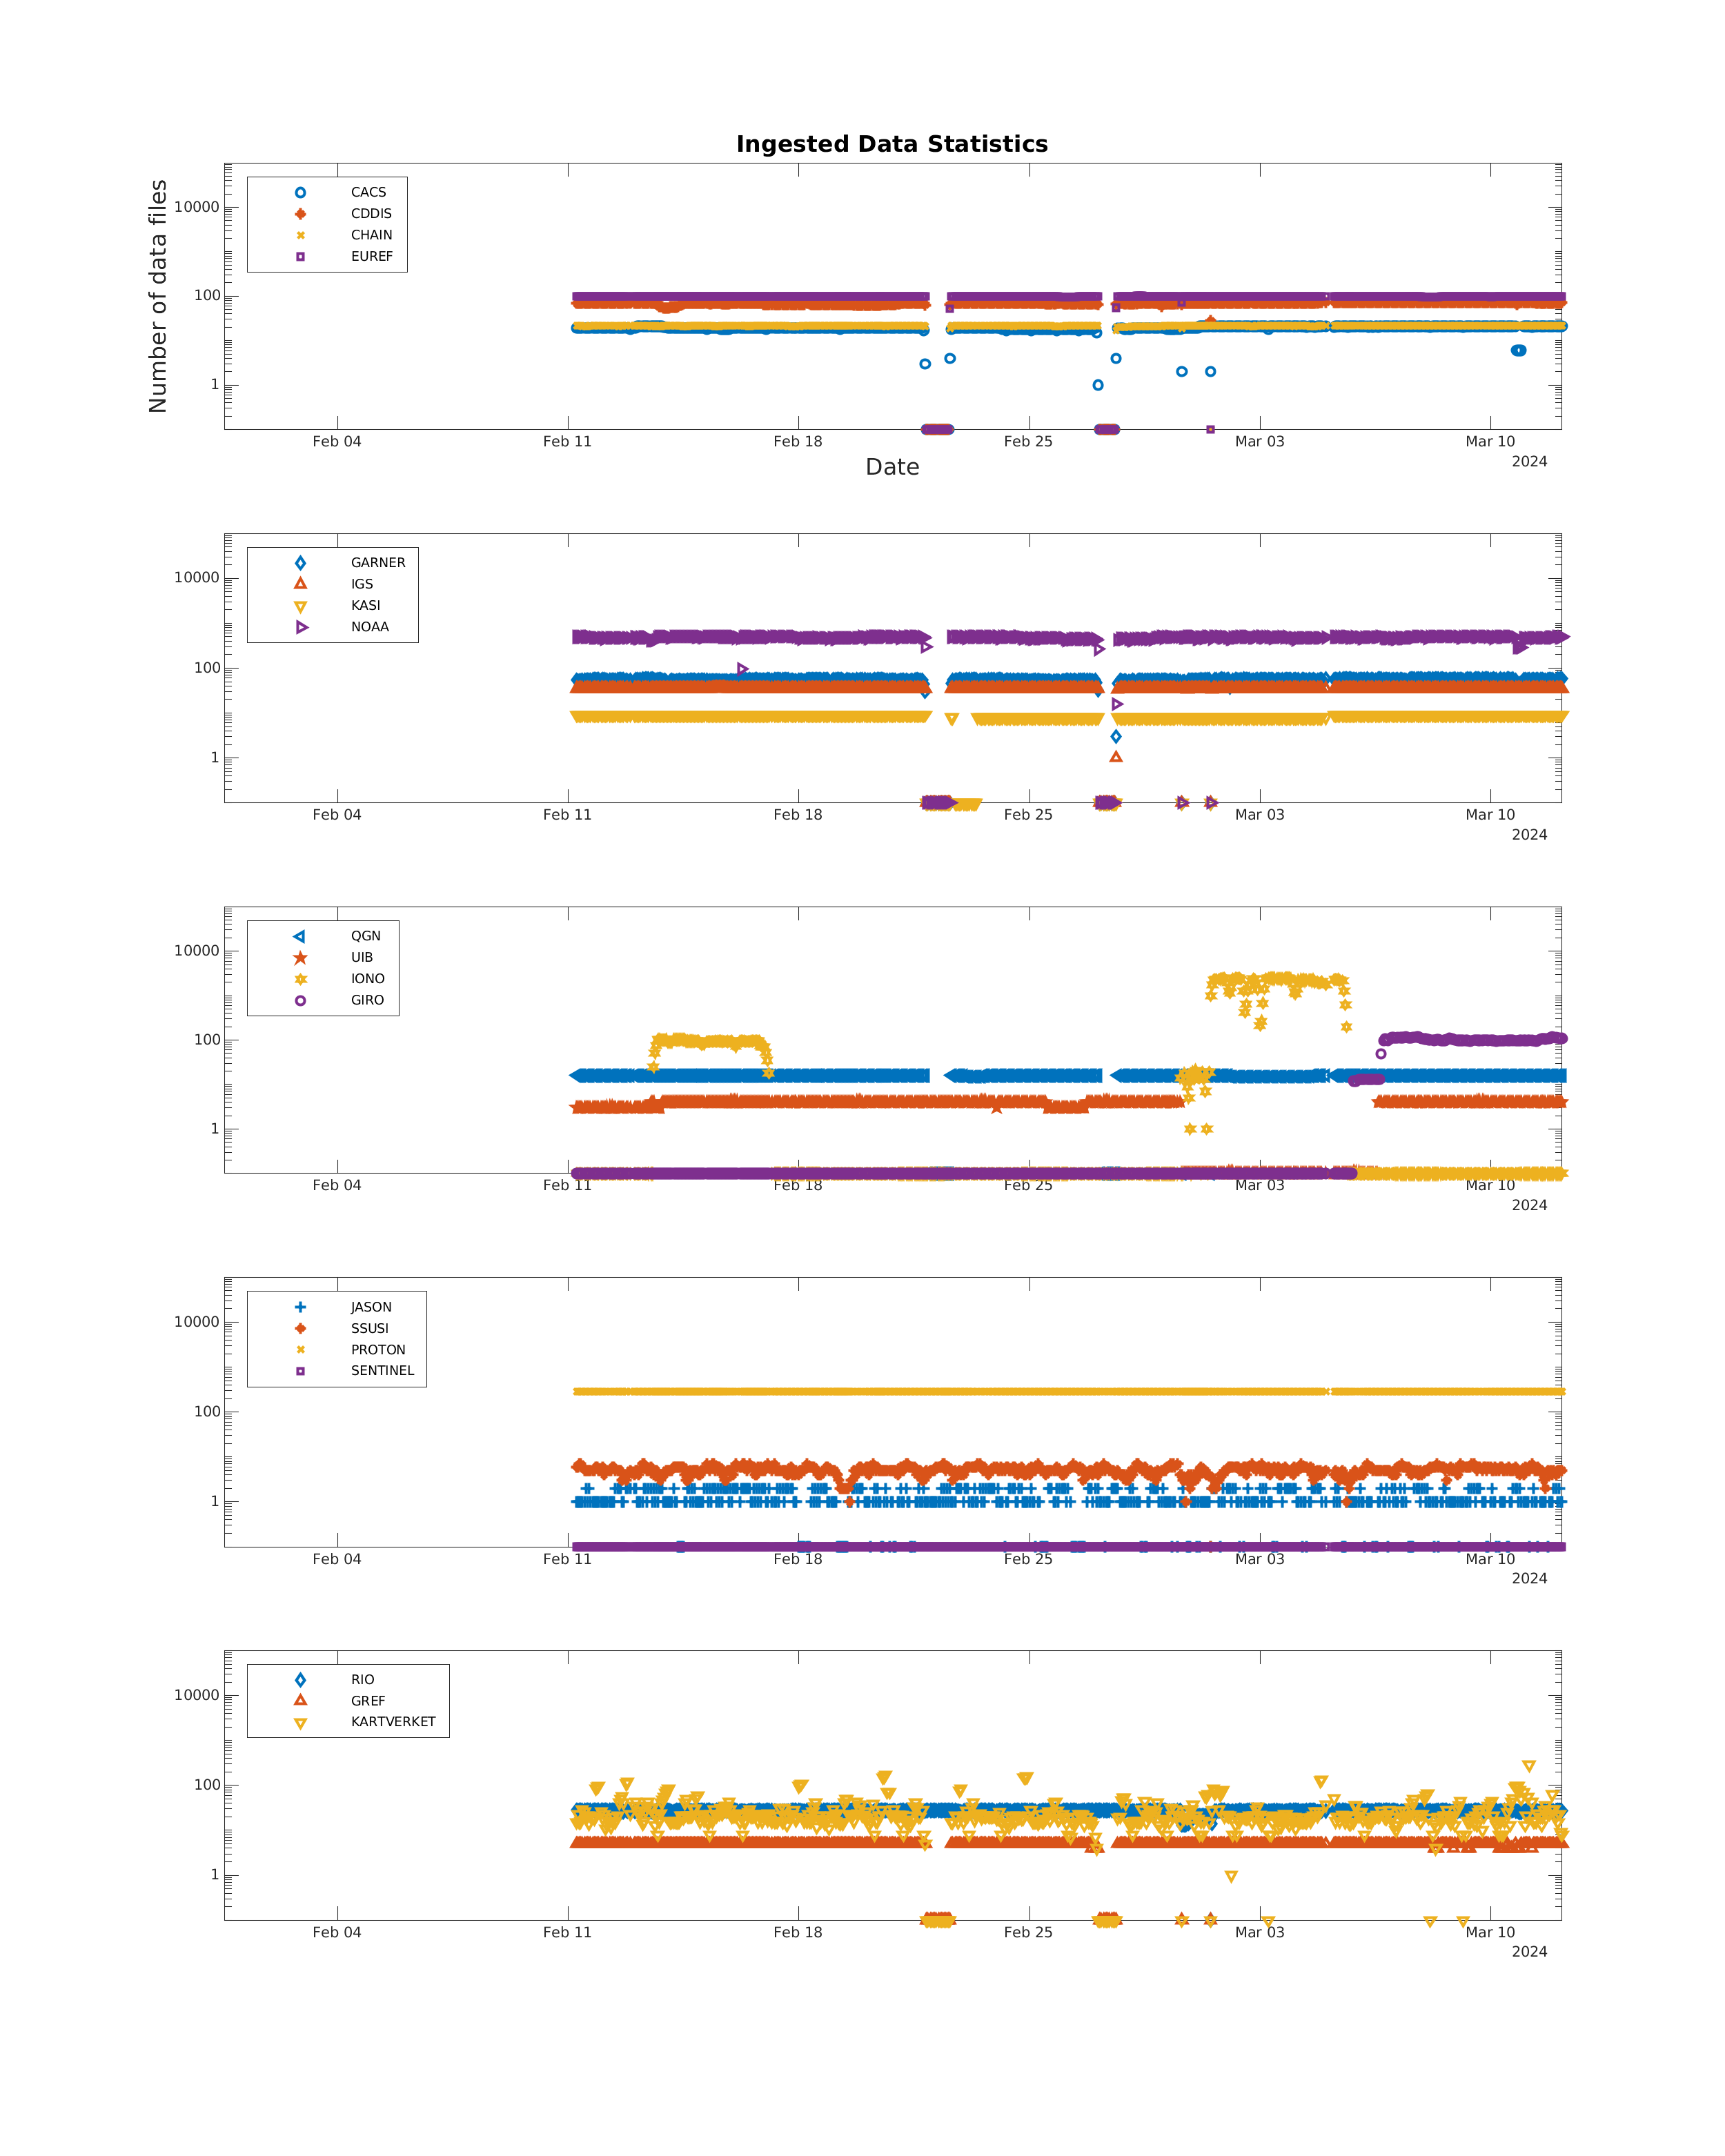 Ingested Data Statistics
Number of data files
CACS
CDDIS
CHAIN
EUREF
10000
100
1
Feb 04 Feb 11 Feb 18 Feb 25 Mar 03 Mar 10
2024
Date
GARNER
IGS
KASI
NOAA
10000
100
1
Feb 04 Feb 11 Feb 18 Feb 25 Mar 03 Mar 10
2024
QGN
UIB
IONO
GIRO
10000
100
1
Feb 04 Feb 11 Feb 18 Feb 25 Mar 03 Mar 10
2024
JASON
SSUSI
PROTON
SENTINEL
10000
100
1
Feb 04 Feb 11 Feb 18 Feb 25 Mar 03 Mar 10
2024
RIO
GREF
KARTVERKET
10000
100
1
Feb 04 Feb 11 Feb 18 Feb 25 Mar 03 Mar 10
2024